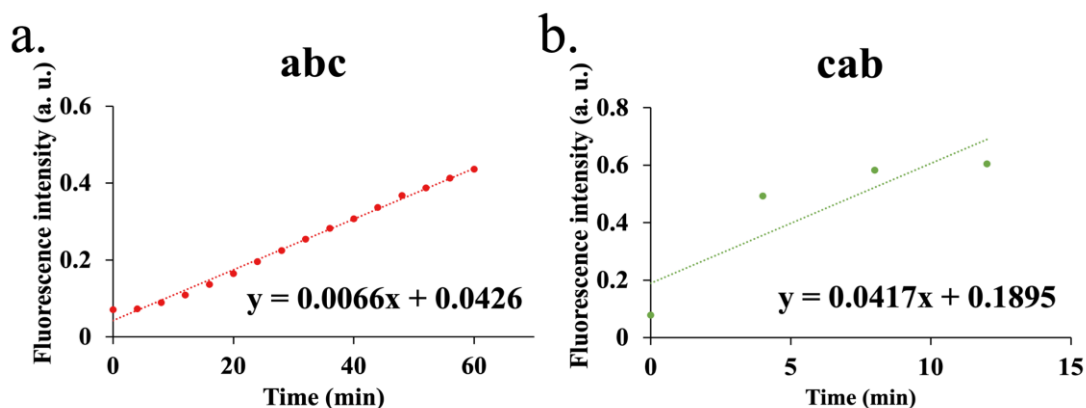 a.
abc
Fluorescence intensity (a. u.)
0.6
0.4
0.2
0
y = 0.0066x + 0.0426
0 20 40 60
Time (min)
b.
cab
Fluorescence intensity (a. u.)
0.8
0.6
0.4
0.2
0
y = 0.0417x + 0.1895
0 5 10 15
Time (min)